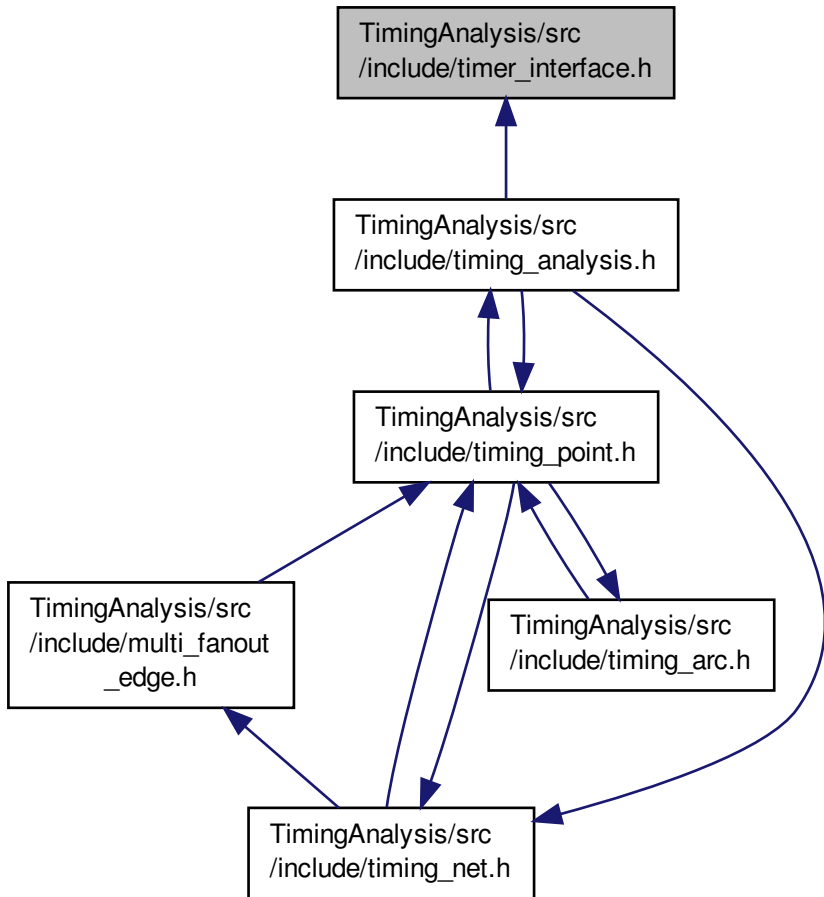 TimingAnalysis/src
/include/timer_interface.h
TimingAnalysis/src
/include/timing_analysis.h
TimingAnalysis/src
/include/timing_point.h
TimingAnalysis/src
/include/multi_fanout
_edge.h
TimingAnalysis/src
/include/timing_arc.h
TimingAnalysis/src
/include/timing_net.h